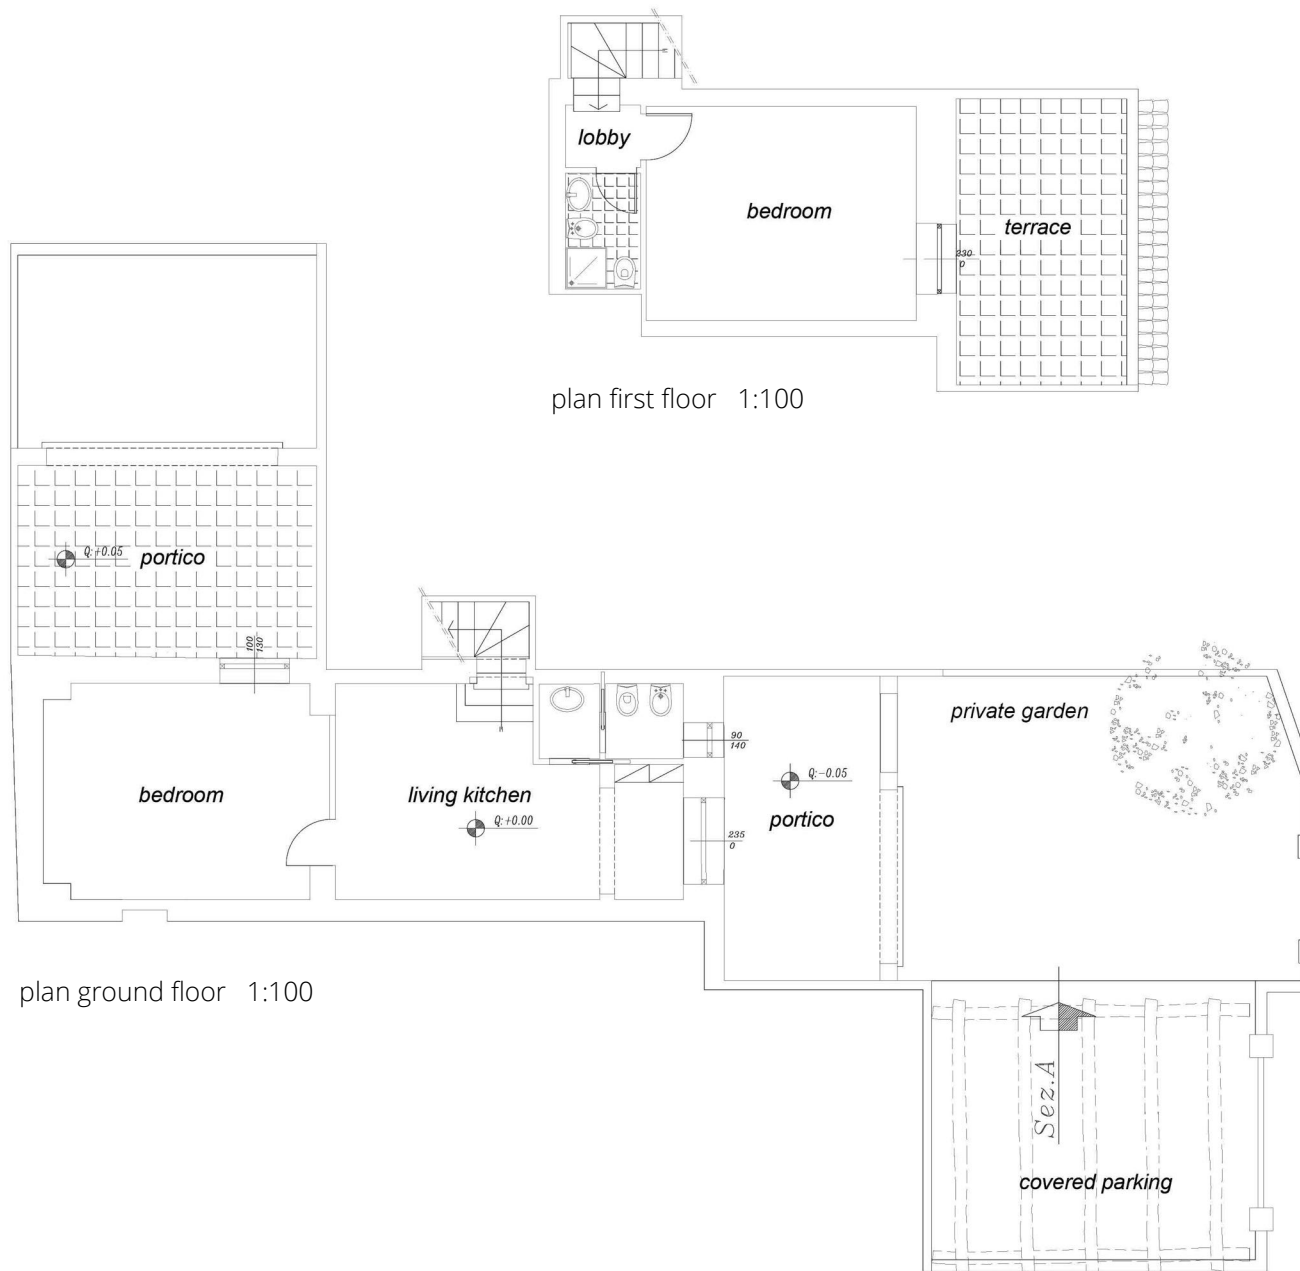 lobby
bedroom
terrace
230
0
plan first floor 1:100
Q:+0.05
portico
100
130
private garden
90
140
bedroom
living kitchen
Q:+0.00
Q:-0.05
portico
235
0
plan ground floor 1:100
Sez.A
covered parking